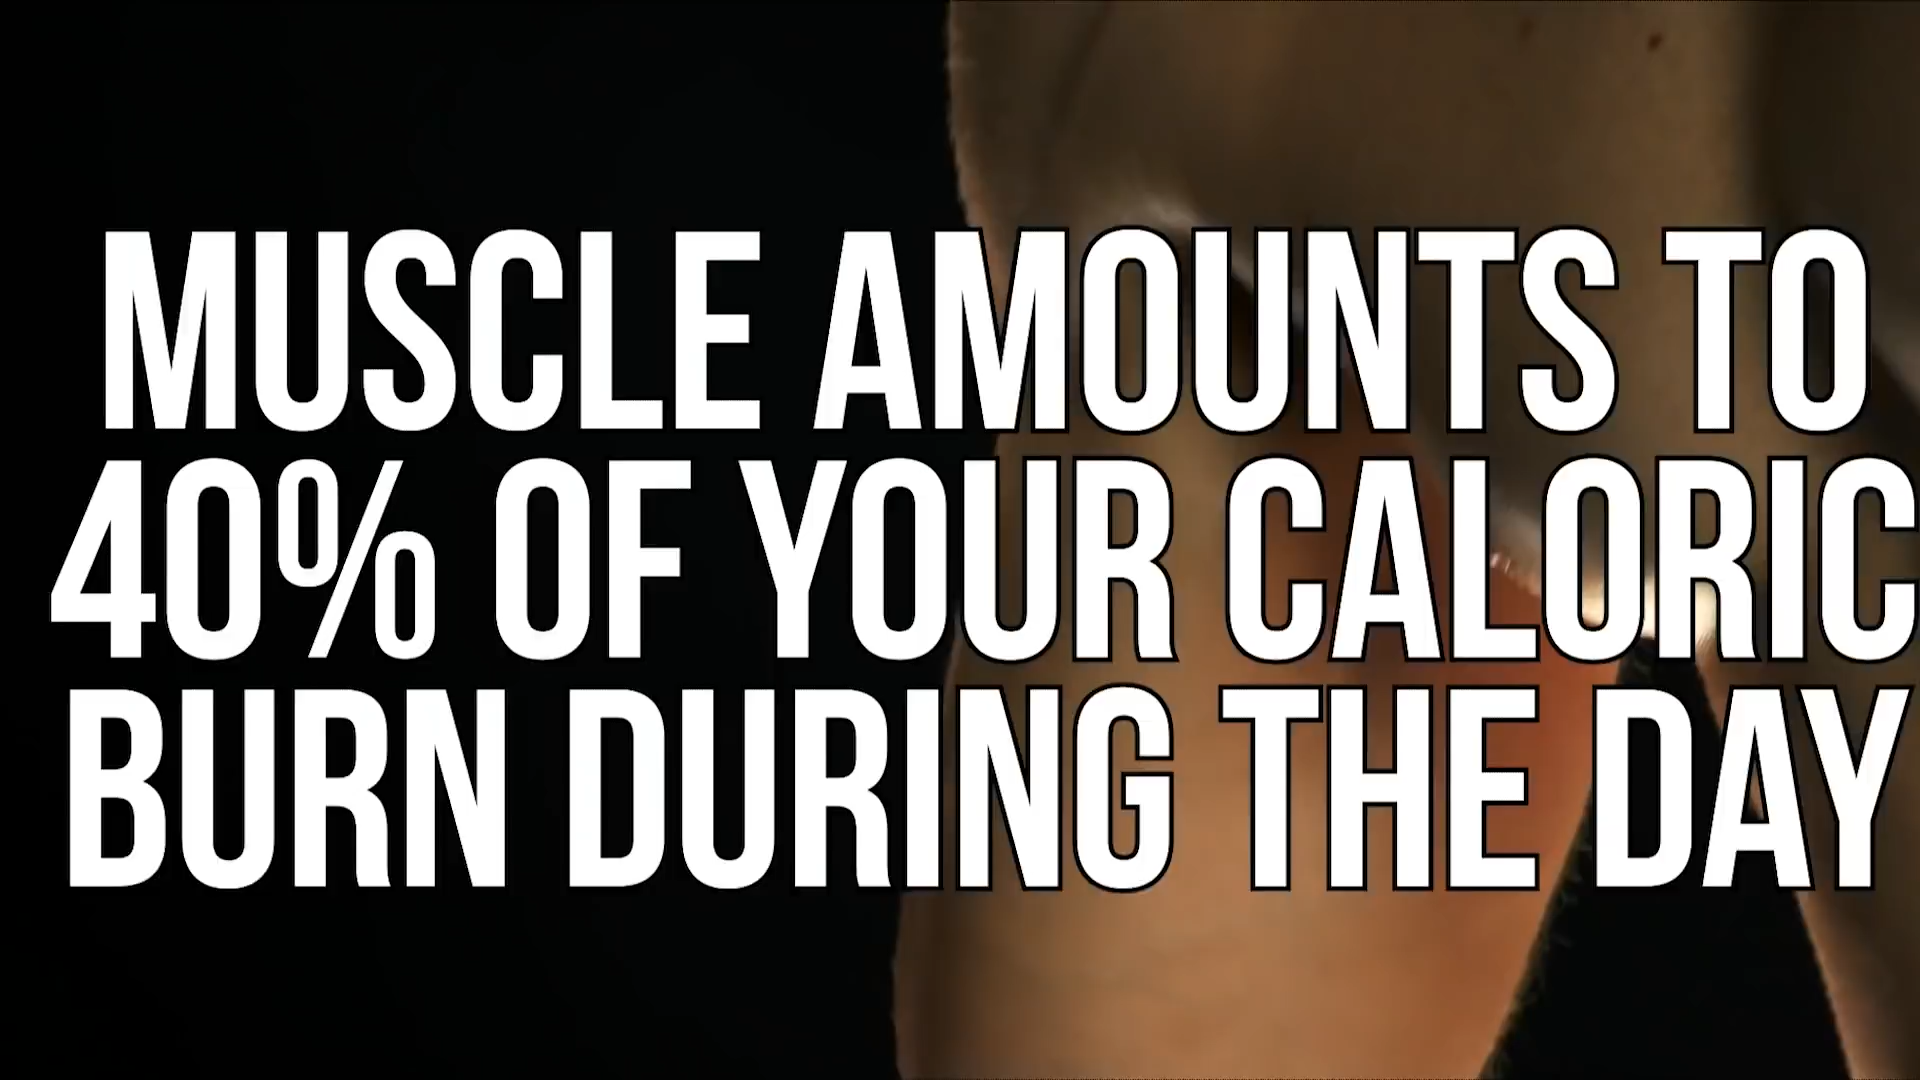 MUSCLE AMOUNTS TO
40% OF YOUR CALORIC
BURN DURING THE DAY